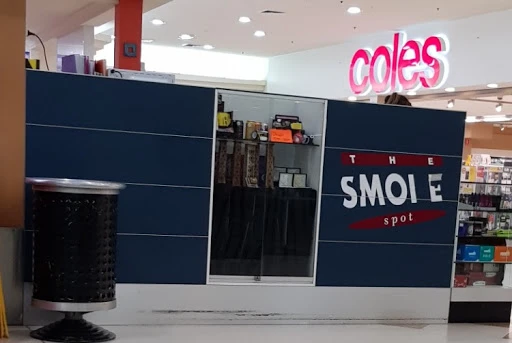 coles
THE
SMOI E
spot